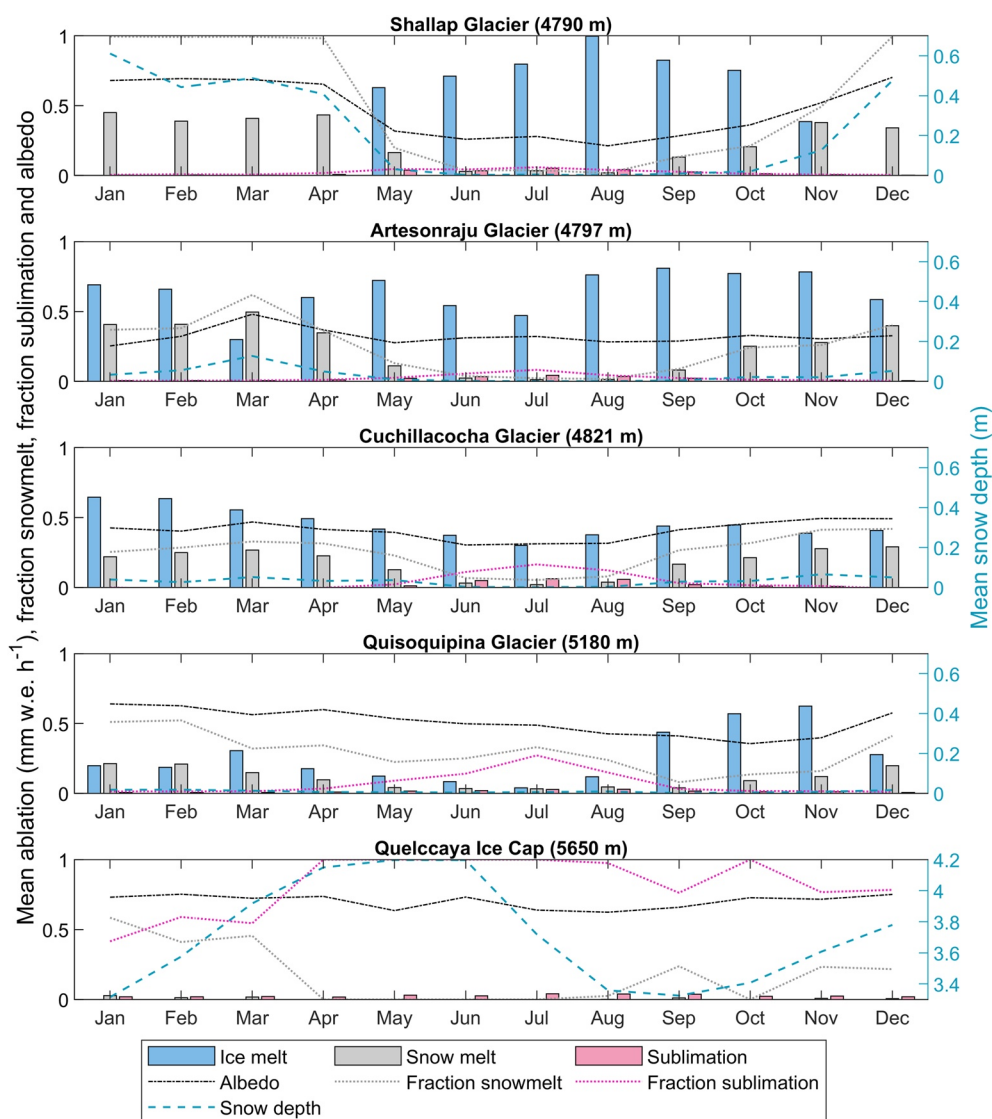 Shallap Glacier (4790 m)
1
0.5
0
0.6
0.4
0.2
0
Jan Feb Mar Apr May Jun Jul Aug Sep Oct Nov Dec
Artesonraju Glacier (4797 m)
1
0.5
0
0.6
0.4
0.2
0
Jan Feb Mar Apr May Jun Jul Aug Sep Oct Nov Dec
Cuchillacocha Glacier (4821 m)
1
0.5
0
0.6
0.4
0.2
0
Jan Feb Mar Apr May Jun Jul Aug Sep Oct Nov Dec
Quisoquipina Glacier (5180 m)
1
0.5
0
0.6
0.4
0.2
0
Jan Feb Mar Apr May Jun Jul Aug Sep Oct Nov Dec
Quelccaya Ice Cap (5650 m)
1
0.5
0
4.2
4
3.8
3.6
3.4
Jan Feb Mar Apr May Jun Jul Aug Sep Oct Nov Dec
Mean ablation (mm w.e. h⁻¹), fraction snowmelt, fraction sublimation and albedo
Mean snow depth (m)
Ice melt Snow melt Sublimation
Albedo Fraction snowmelt Fraction sublimation
Snow depth